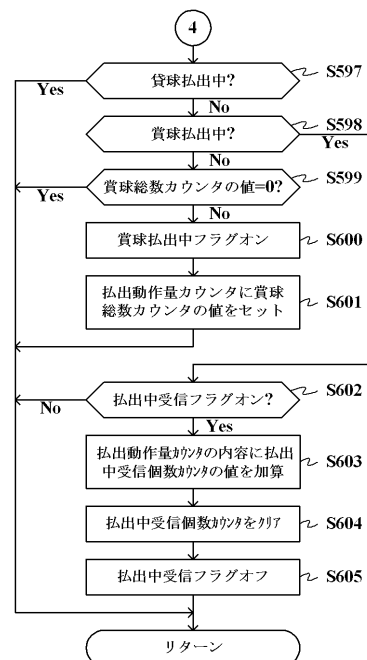 4
貸球払出中?
S597
Yes
No
賞球払出中?
S598
Yes
No
賞球総数カウンタの値=0?
S599
Yes
No
賞球払出中フラグオン
S600
払出動作量カウンタに賞球
総数カウンタの値をセット
S601
払出中受信フラグオン?
S602
No
Yes
払出動作量ｶｳﾝﾀの内容に払出
中受信個数ｶｳﾝﾀの値を加算
S603
払出中受信個数ｶｳﾝﾀをｸﾘｱ
S604
払出中受信フラグオフ
S605
リターン